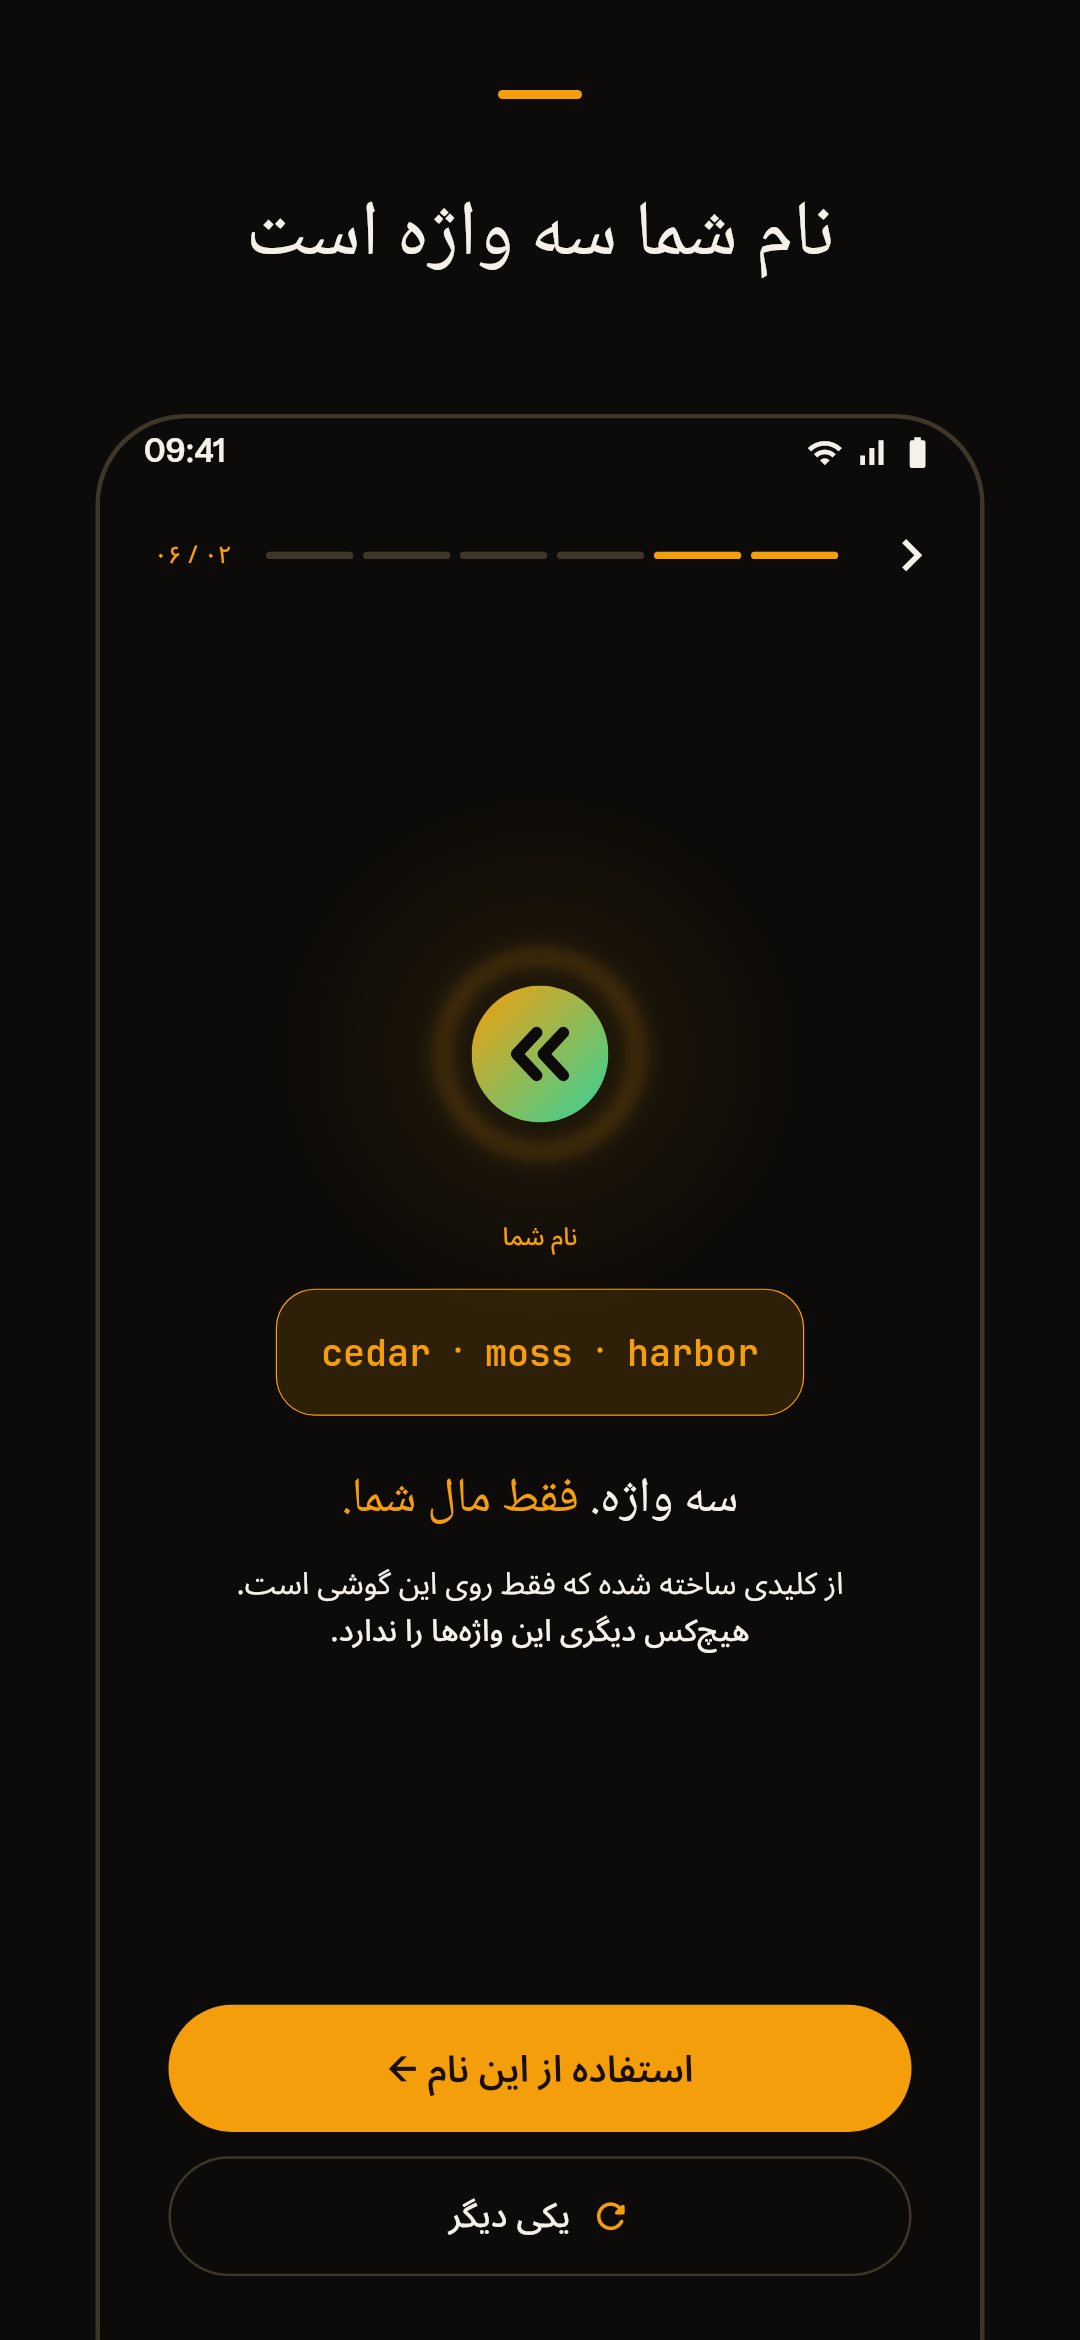 نام شما سه واژه است
09:41
۰۲ / ۰۶
نام شما
cedar · moss · harbor
سه واژه. فقط مال شما.
از کلیدی ساخته شده که فقط روی این گوشی است.
هیچ‌کس دیگری این واژه‌ها را ندارد.
استفاده از این نام ←
یکی دیگر